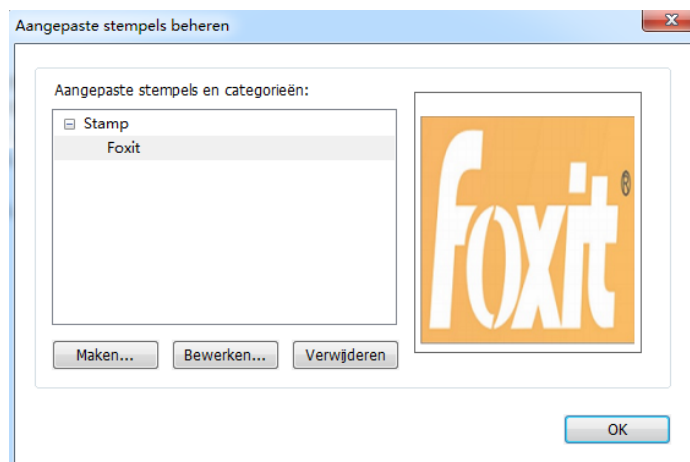 Aangepaste stempels beheren
Aangepaste stempels en categorieën:
Stamp
Foxit
foxit®
Maken...
Bewerken...
Verwijderen
OK